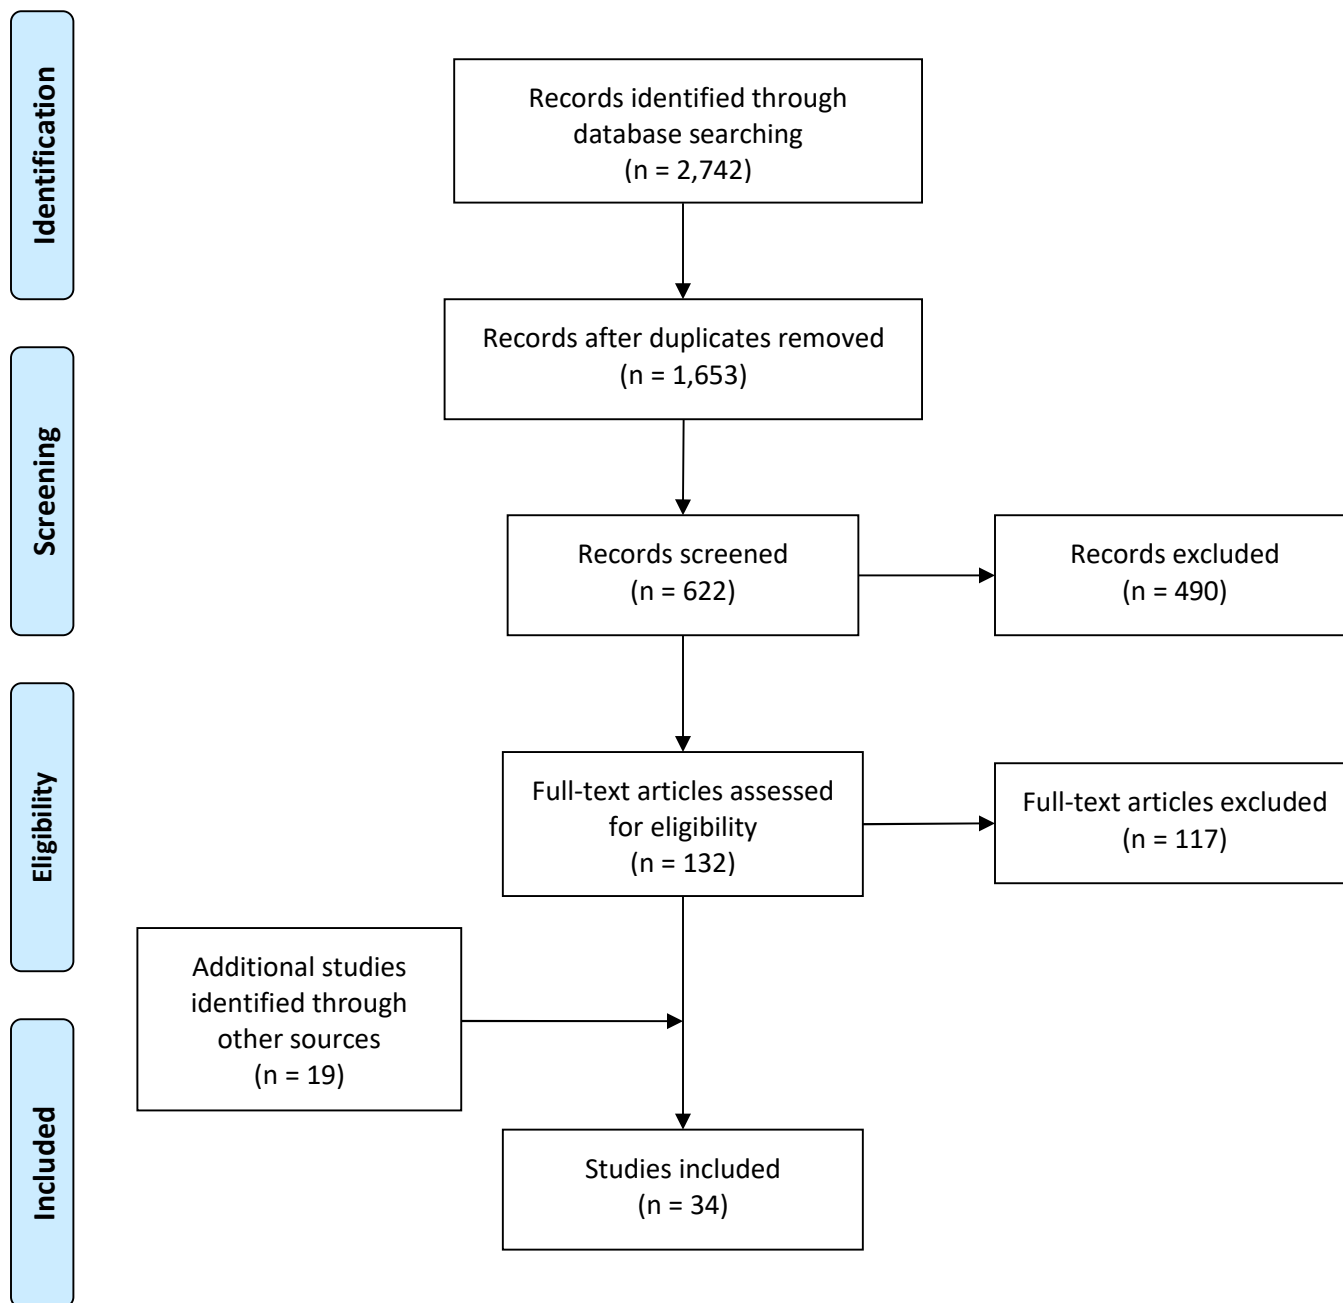 Identification
Records identified through
database searching
(n = 2,742)
Records after duplicates removed
(n = 1,653)
Screening
Records screened
(n = 622)
Records excluded
(n = 490)
Eligibility
Full-text articles assessed
for eligibility
(n = 132)
Full-text articles excluded
(n = 117)
Additional studies
identified through
other sources
(n = 19)
Included
Studies included
(n = 34)